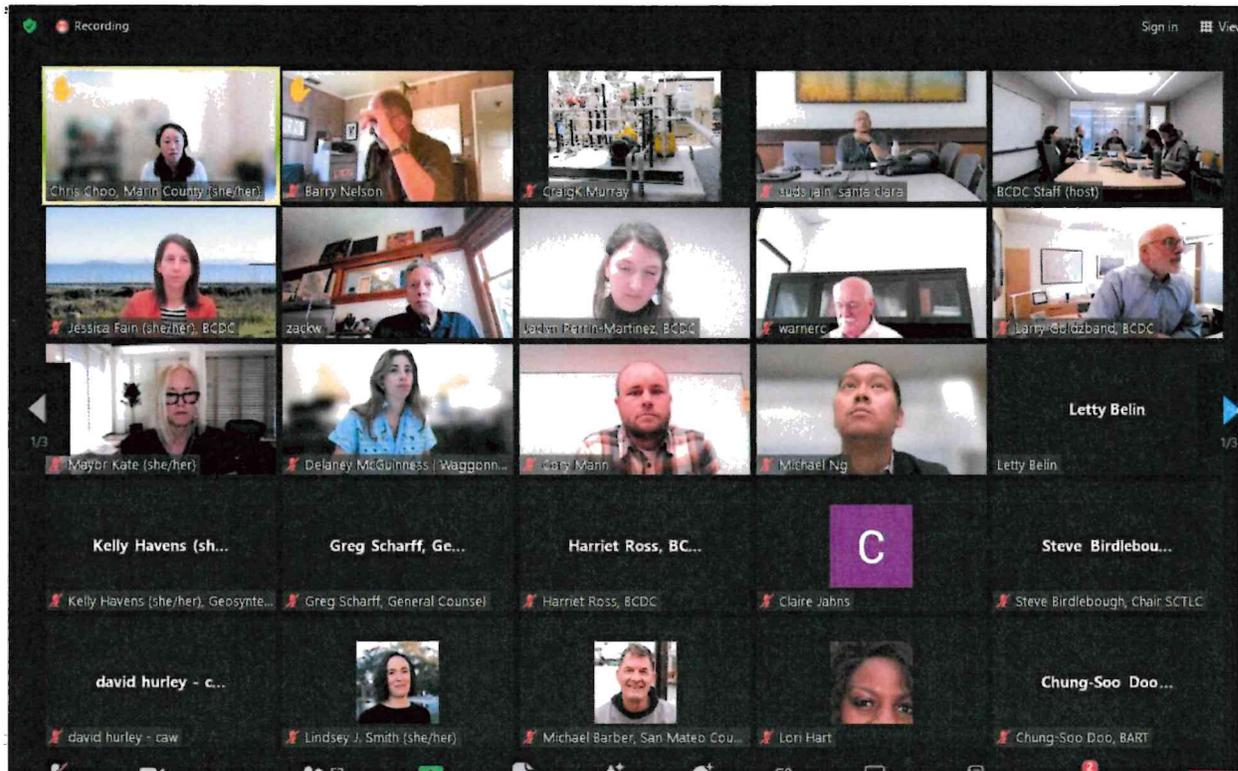 Recording
Sign in
View
Chris Choo, Marin County (she/her)
Barry Nelson
CraigK.Murray
suds jain, santa clara
BCDC Staff (host)
Jessica Fain (she/her), BCDC
zackw
Jaclyn Perrin-Martinez, BCDC
warnerc
Larry Goldzband, BCDC
Mayor Kate (she/her)
Delaney McGuinness | Waggonn...
Cory Mann
Michael Ng
Letty Belin
Letty Belin
1/3
1/3
Kelly Havens (sh...
Greg Scharff, Ge...
Harriet Ross, BC...
C
Steve Birdlebou...
Kelly Havens (she/her), Geosynte...
Greg Scharff, General Counsel
Harriet Ross, BCDC
Claire Jahns
Steve Birdlebough, Chair SCTLC
david hurley - c...
Chung-Soo Doo...
david hurley - caw
Lindsey J. Smith (she/her)
Michael Barber, San Mateo Cou...
Lori Hart
Chung-Soo Doo, BART
2